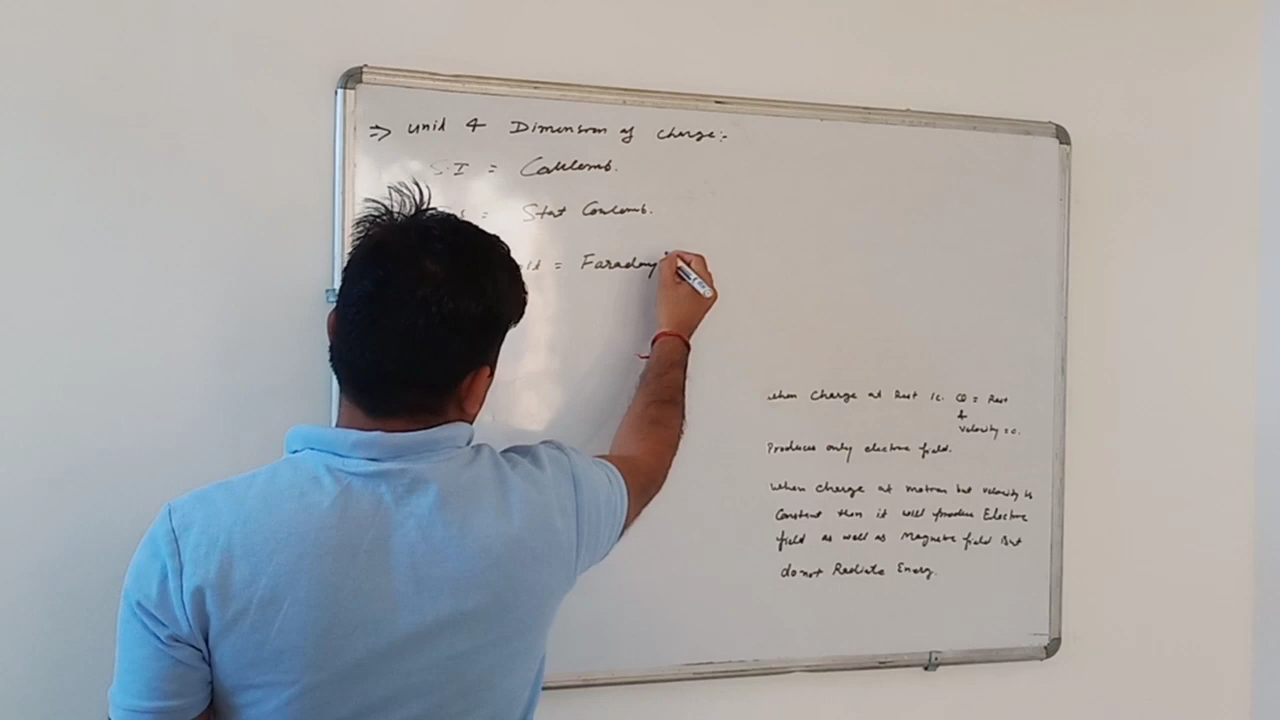 => Unid & Dimension of Charge:-
S.I = Coulomb.
= Stat Coulomb.
= Faraday
when Charge at Rest ie. Q = Rest
&
velocity = 0.
Produces only electric field.
when Charge at motion but velocity is
Constant then it will produce Electric
field as well as Magnetic field But
do not Radiate Energy.